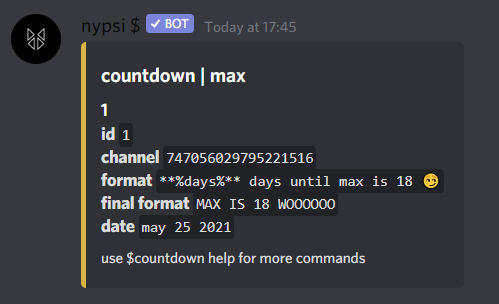 nypsi $ ✓ BOT Today at 17:45
countdown | max
1
id 1
channel 747056029795221516
format **%days%** days until max is 18 😏
final format MAX IS 18 WOOOOOO
date may 25 2021
use $countdown help for more commands